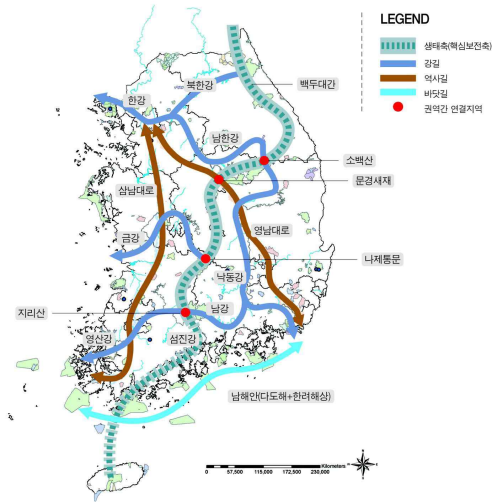 LEGEND
생태축(핵심보전축)
강길
역사길
바닷길
권역간 연결지역
백두대간
북한강
한강
남한강
소백산
문경새재
삼남대로
영남대로
금강
나제통문
낙동강
지리산
남강
영산강
섬진강
남해안(다도해+한려해상)
Kilometers
0 57,500 115,000 172,500 230,000